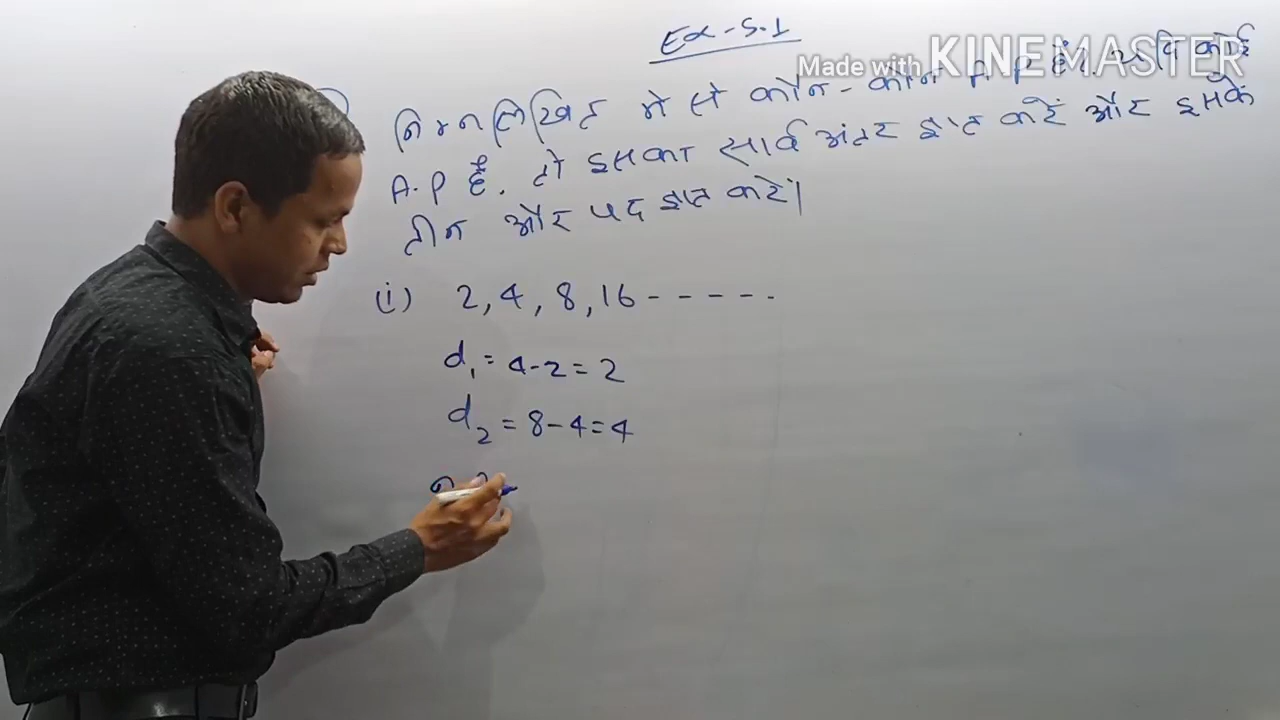 Ex-5.1
Made with KINEMASTER
निम्नलिखित में से कौन-कौन A.P हैं? यदि कोई
A.P है. तो इसका सार्व अंतर ज्ञात करें और इसके
तीन और पद ज्ञात करें।
(i) 2, 4, 8, 16 - - - - - .
d₁ = 4-2 = 2
d₂ = 8-4 = 4